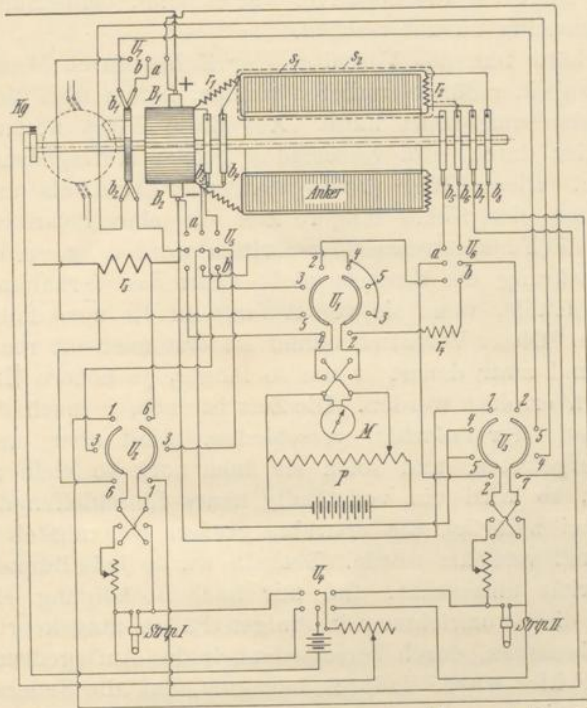 U₇ b a
S₁ S₂
r₁ r₂
Kg
b₁ B₁ +
b₂ B₂ −
b₃ b₄
Anker
b₅ b₆ b₇ b₈
a U₅ b
a U₆ b
r₃
2 4
3 5
U₁
5 3
4 2
r₄
M
P
1 6
3 U₂ 3
6 1
1 2
4 5
U₃
5 4
2 7
U₄
Strip. I
Strip. II